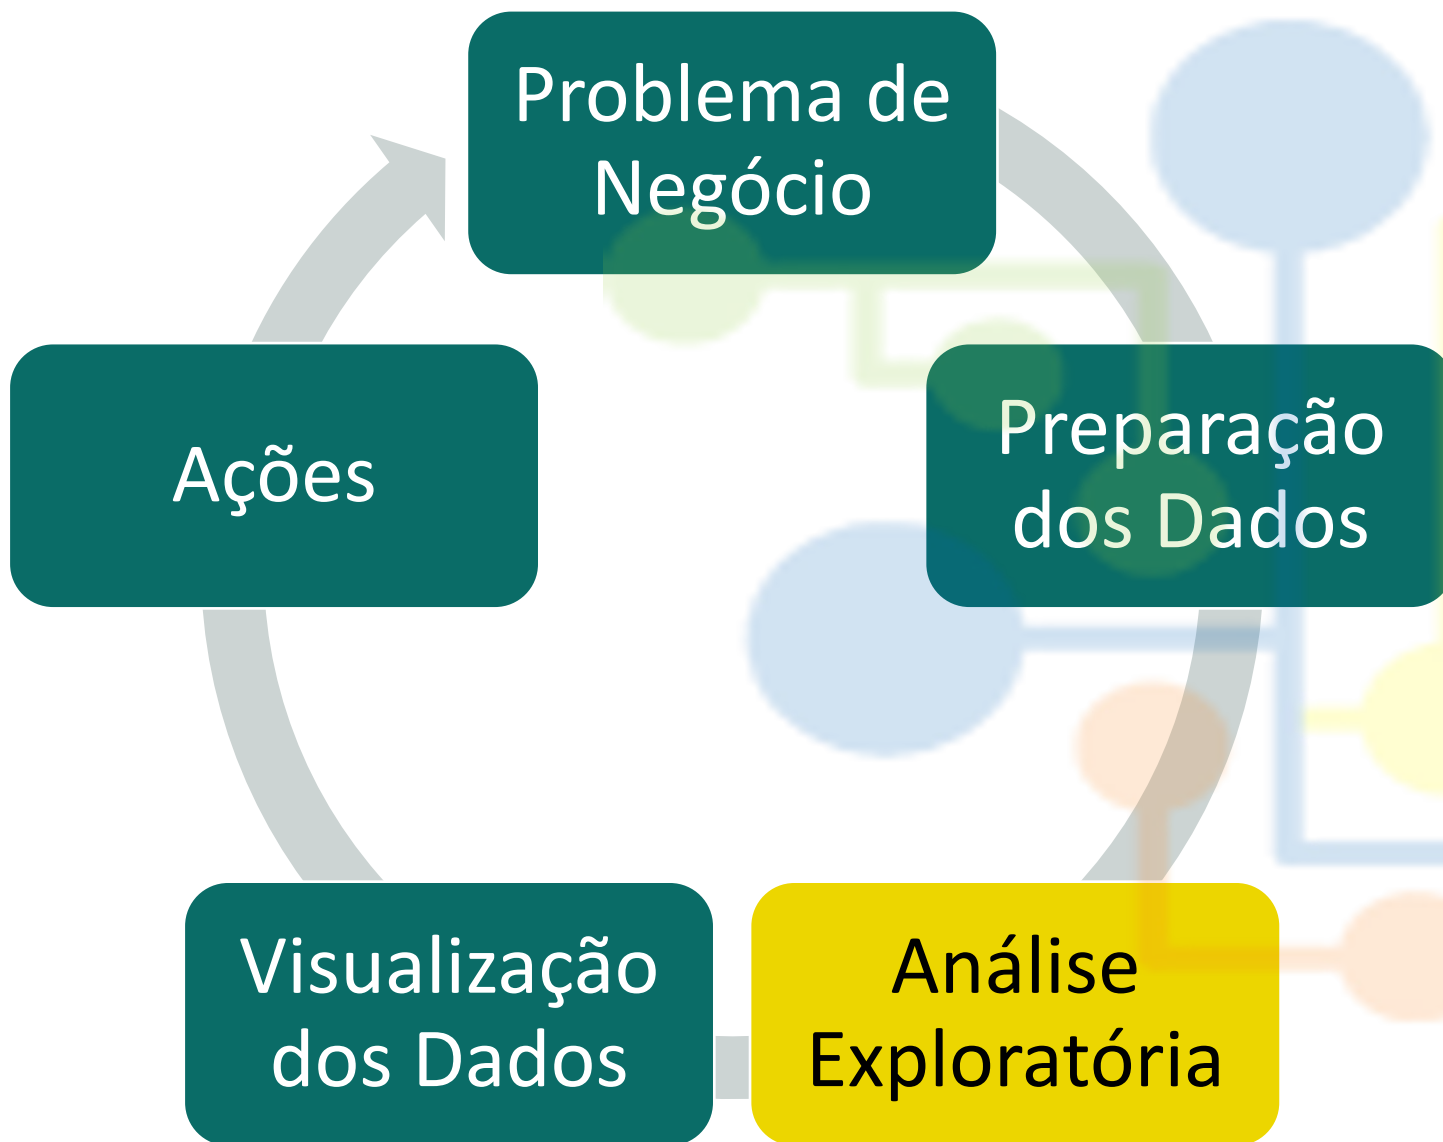 Problema de
Negócio
Preparação
dos Dados
Análise
Exploratória
Visualização
dos Dados
Ações